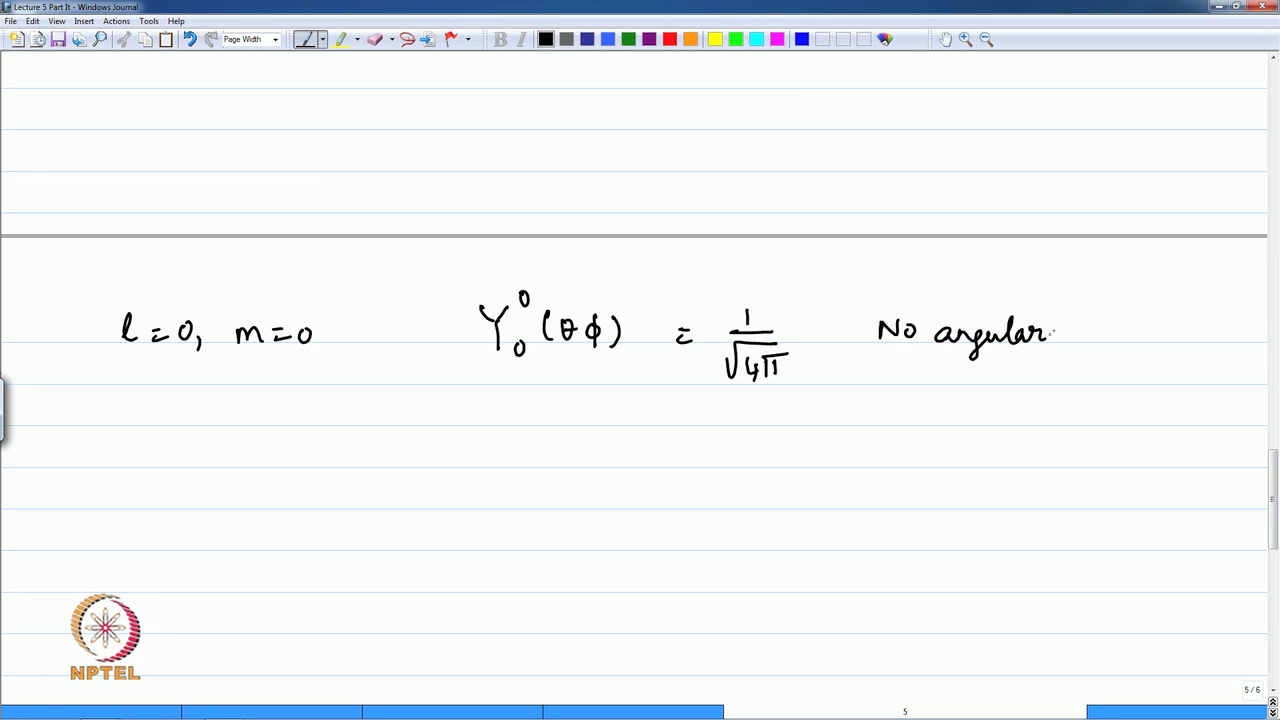 Lecture 5 Part II - Windows Journal
File Edit View Insert Actions Tools Help
Page Width B I
l = 0, m = 0 Y₀⁰ (θ φ) = 1/√4π No angular
NPTEL
5 / 6
5